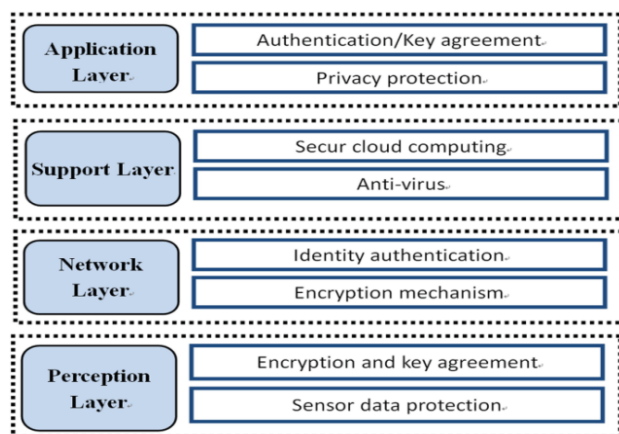 Application
Layer
Authentication/Key agreement
Privacy protection
Support Layer
Secur cloud computing
Anti-virus
Network
Layer
Identity authentication
Encryption mechanism
Perception
Layer
Encryption and key agreement
Sensor data protection